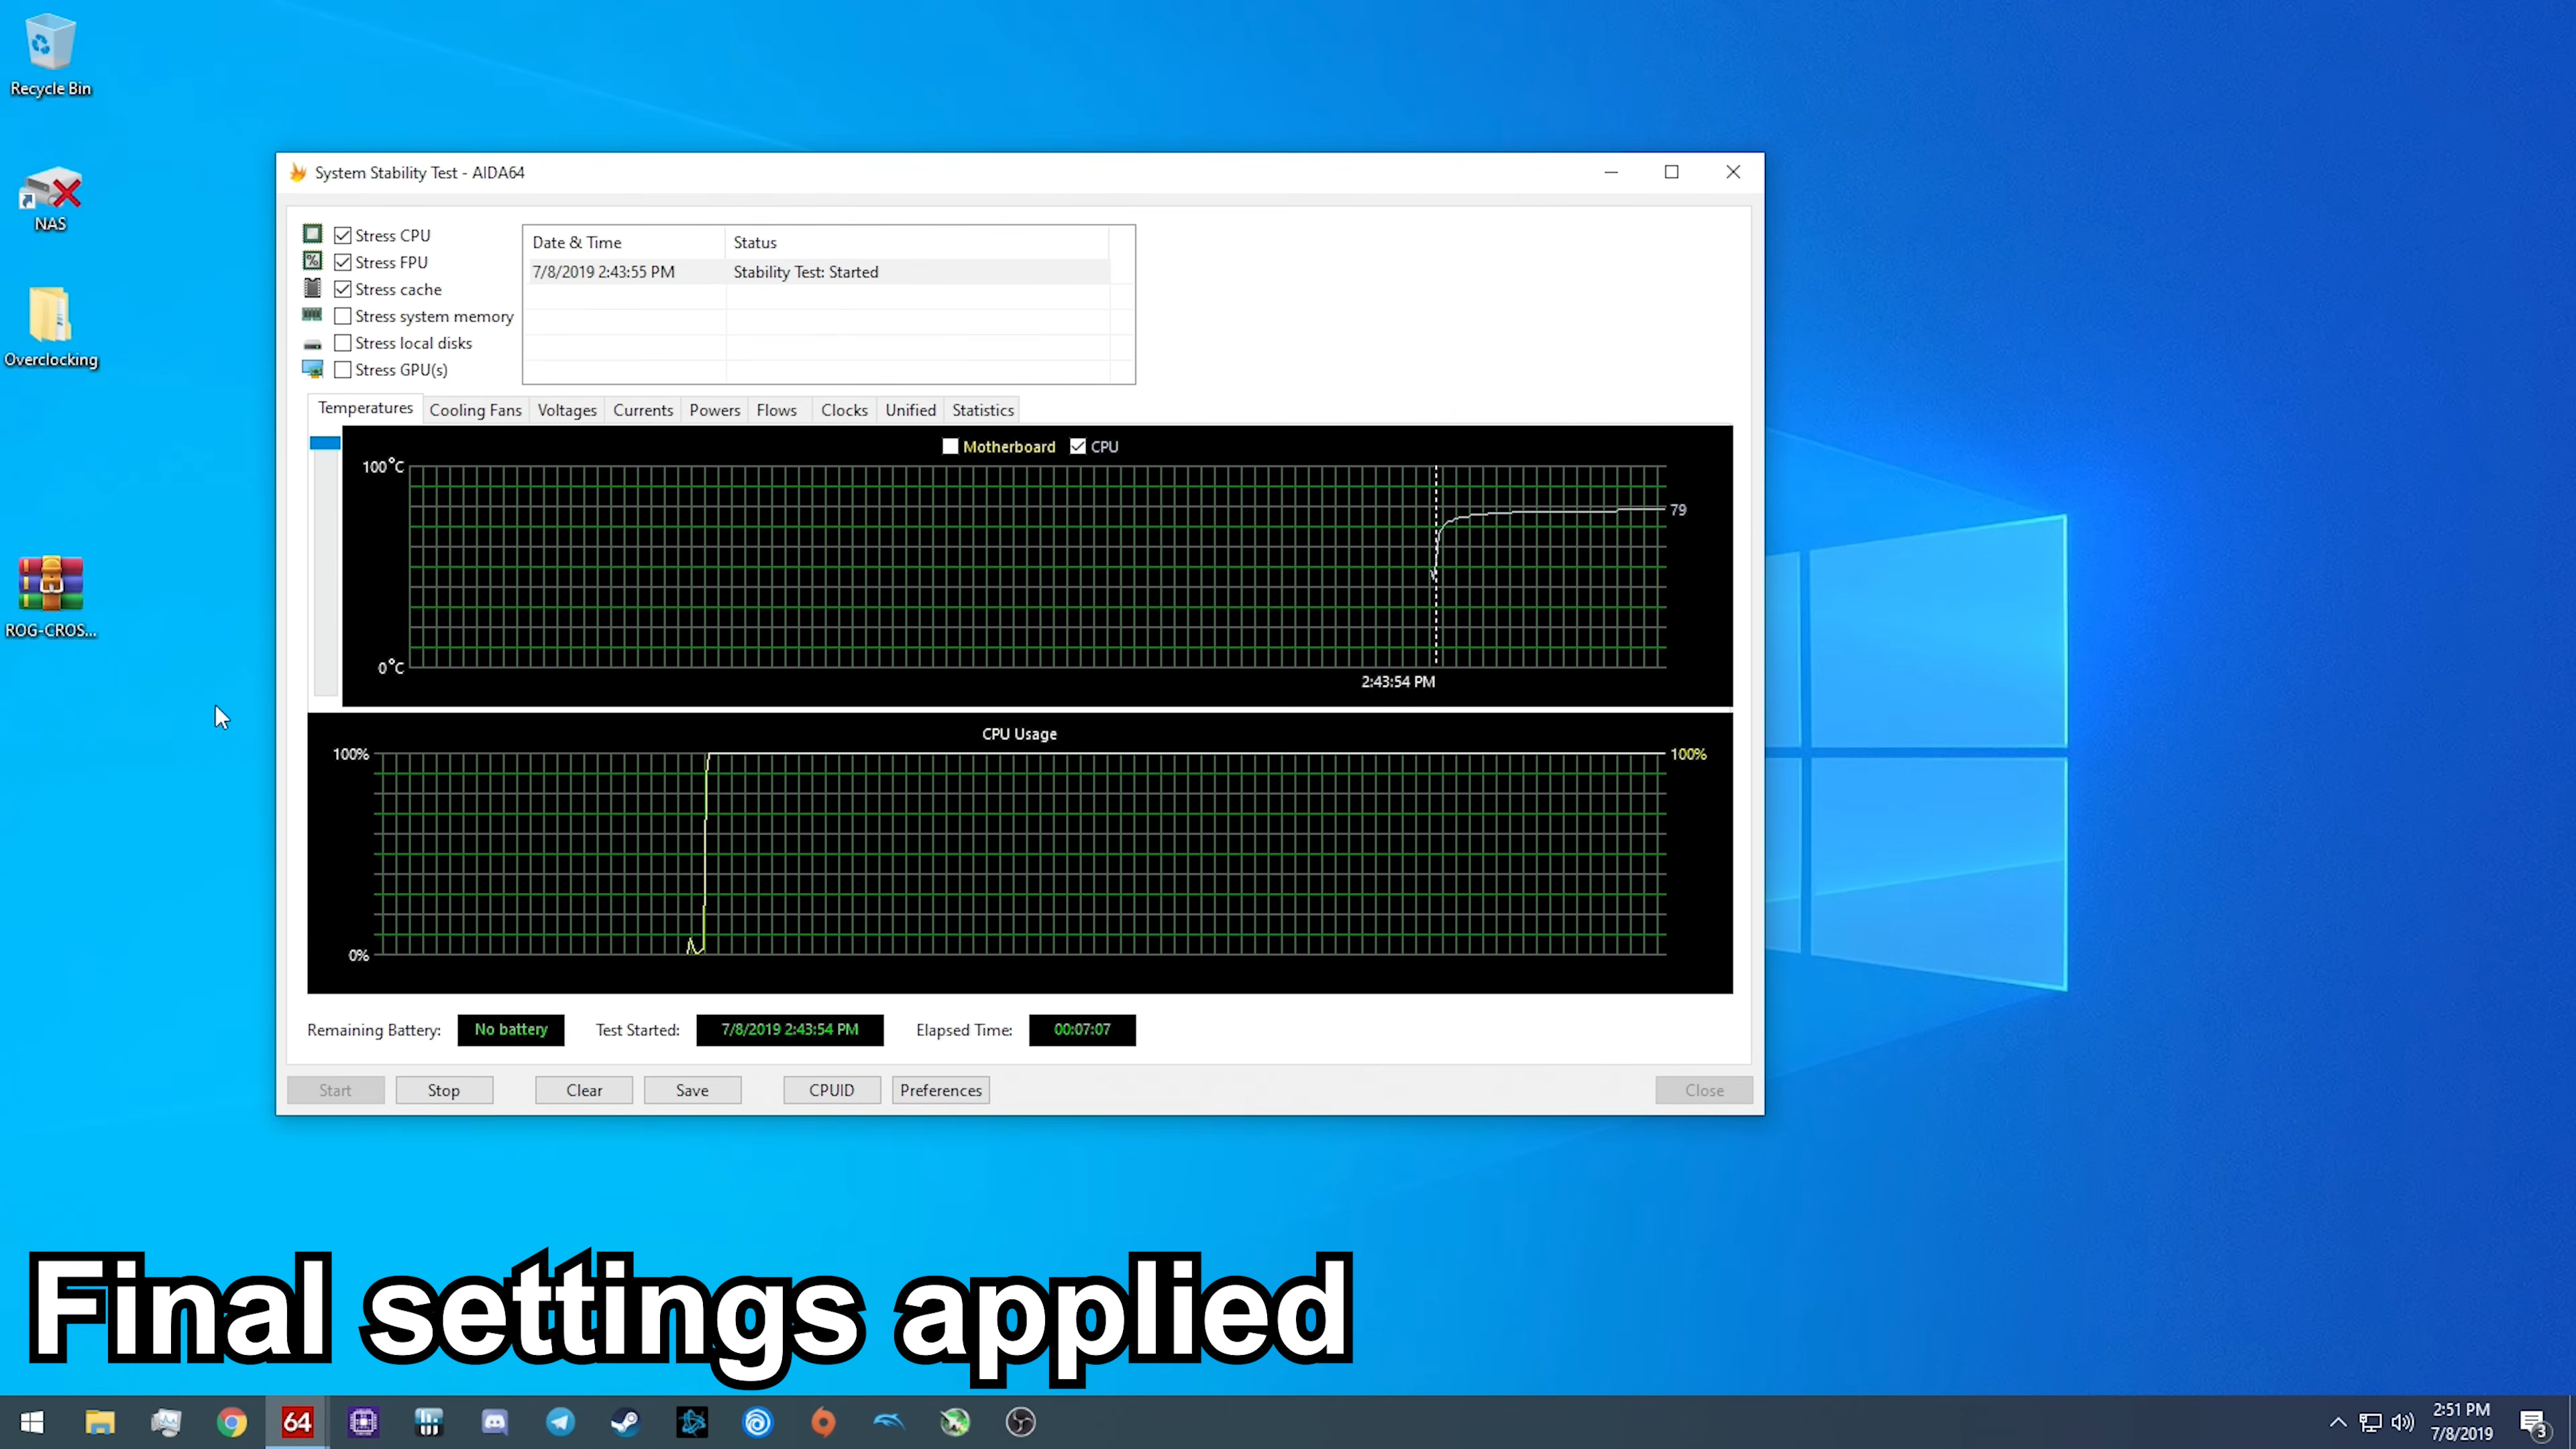 Recycle Bin
NAS
Overclocking
ROG-CROS...
System Stability Test - AIDA64
Stress CPU
Stress FPU
Stress cache
Stress system memory
Stress local disks
Stress GPU(s)
Date & Time Status
7/8/2019 2:43:55 PM Stability Test: Started
Temperatures Cooling Fans Voltages Currents Powers Flows Clocks Unified Statistics
Motherboard CPU
100°C
79
0°C
2:43:54 PM
CPU Usage
100% 100%
0%
Remaining Battery: No battery Test Started: 7/8/2019 2:43:54 PM Elapsed Time: 00:07:07
Start Stop Clear Save CPUID Preferences Close
Final settings applied
64
2:51 PM
7/8/2019
3